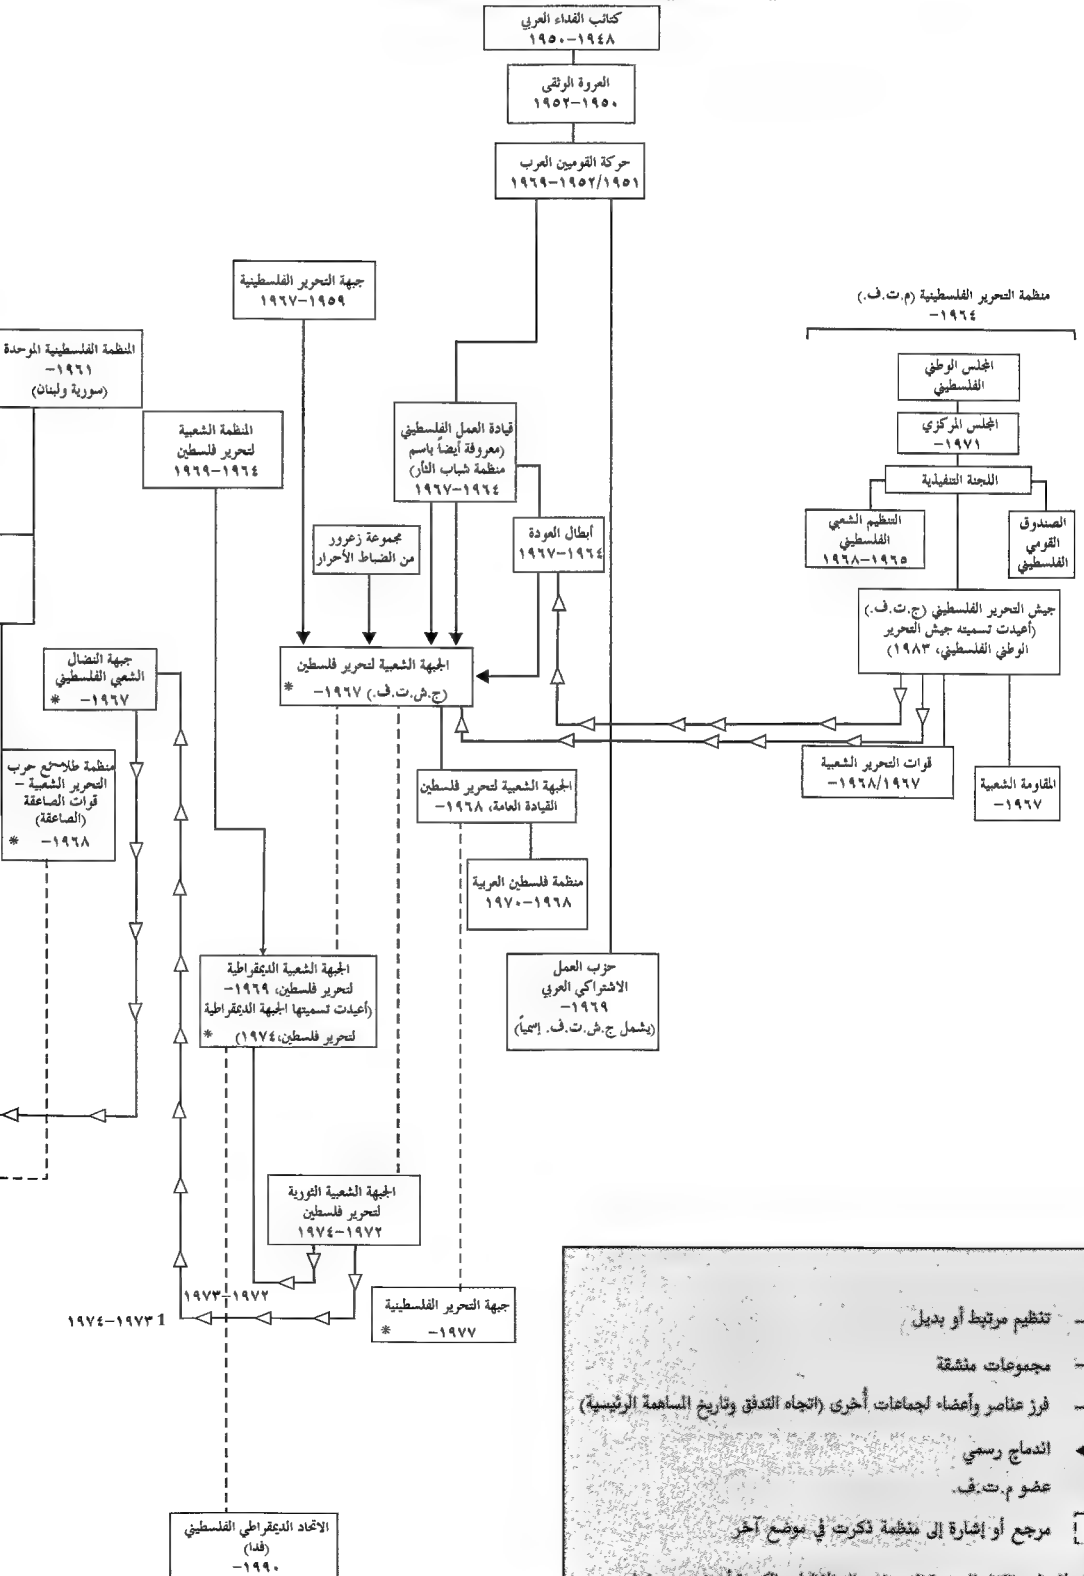 كتائب الفداء العربي
١٩٤٨–١٩٥٠
العروة الوثقى
١٩٥٠–١٩٥٢
حركة القوميين العرب
١٩٥١/١٩٥٢–١٩٦٩
جبهة التحرير الفلسطينية
١٩٥٩–١٩٦٧
منظمة التحرير الفلسطينية (م.ت.ف.)
١٩٦٤–
المنظمة الفلسطينية الموحدة
١٩٦١–
(سورية ولبنان)
المجلس الوطني
الفلسطيني
المجلس المركزي
١٩٧١–
اللجنة التنفيذية
المنظمة الشعبية
لتحرير فلسطين
١٩٦٤–١٩٦٩
قيادة العمل الفلسطيني
(معروفة أيضاً باسم
منظمة شباب الثأر)
١٩٦٤–١٩٦٧
الصندوق
القومي
الفلسطيني
التنظيم الشعبي
الفلسطيني
١٩٦٥–١٩٦٨
أبطال العودة
١٩٦٤–١٩٦٧
مجموعة زعرور
من الضباط الأحرار
جيش التحرير الفلسطيني (ج.ت.ف.)
(أعيدت تسميته جيش التحرير
الوطني الفلسطيني، ١٩٨٣)
الجبهة الشعبية لتحرير فلسطين
(ج.ش.ت.ف.) ١٩٦٧– *
جبهة النضال
الشعبي الفلسطيني
١٩٦٧– *
منظمة طلائع حرب
التحرير الشعبية –
قوات الصاعقة
(الصاعقة)
١٩٦٨– *
المقاومة الشعبية
١٩٦٧–
قوات التحرير الشعبية
١٩٦٧/١٩٦٨–
الجبهة الشعبية لتحرير فلسطين
القيادة العامة، ١٩٦٨–
منظمة فلسطين العربية
١٩٦٨–١٩٧٠
حزب العمل
الاشتراكي العربي
١٩٦٩–
(يشمل ج.ش.ت.ف. إسمياً)
الجبهة الشعبية الديمقراطية
لتحرير فلسطين، ١٩٦٩–
(أعيدت تسميتها الجبهة الديمقراطية
لتحرير فلسطين،١٩٧٤) *
الجبهة الشعبية الثورية
لتحرير فلسطين
١٩٧٢–١٩٧٤
جبهة التحرير الفلسطينية
١٩٧٧– *
١٩٧٢–١٩٧٣
1 ١٩٧٣–١٩٧٤
الاتحاد الديمقراطي الفلسطيني
(فدا)
١٩٩٠–
تنظيم مرتبط أو بديل
مجموعات منشقة
فرز عناصر وأعضاء لجماعات أُخرى (اتجاه التدفق وتاريخ المساهمة الرئيسية)
اندماج رسمي
عضو م.ت.ف.
مرجع أو إشارة إلى منظمة ذكرت في موضع آخر